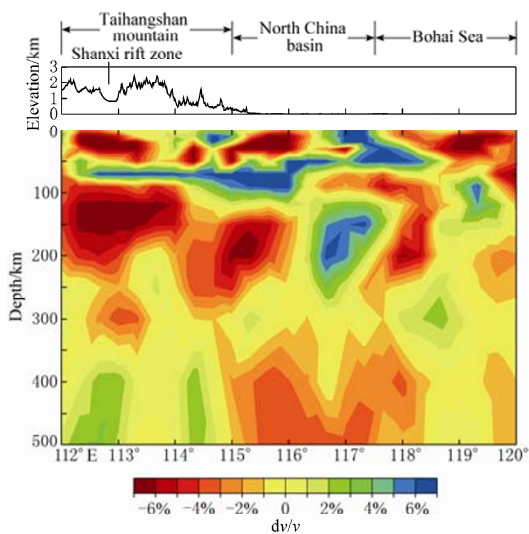 Taihangshan mountain
North China basin
Bohai Sea
Shanxi rift zone
Elevation/km
3
2
1
0
Depth/km
0
100
200
300
400
500
112° E 113° 114° 115° 116° 117° 118° 119° 120°
−6% −4% −2% 0 2% 4% 6%
dv/v